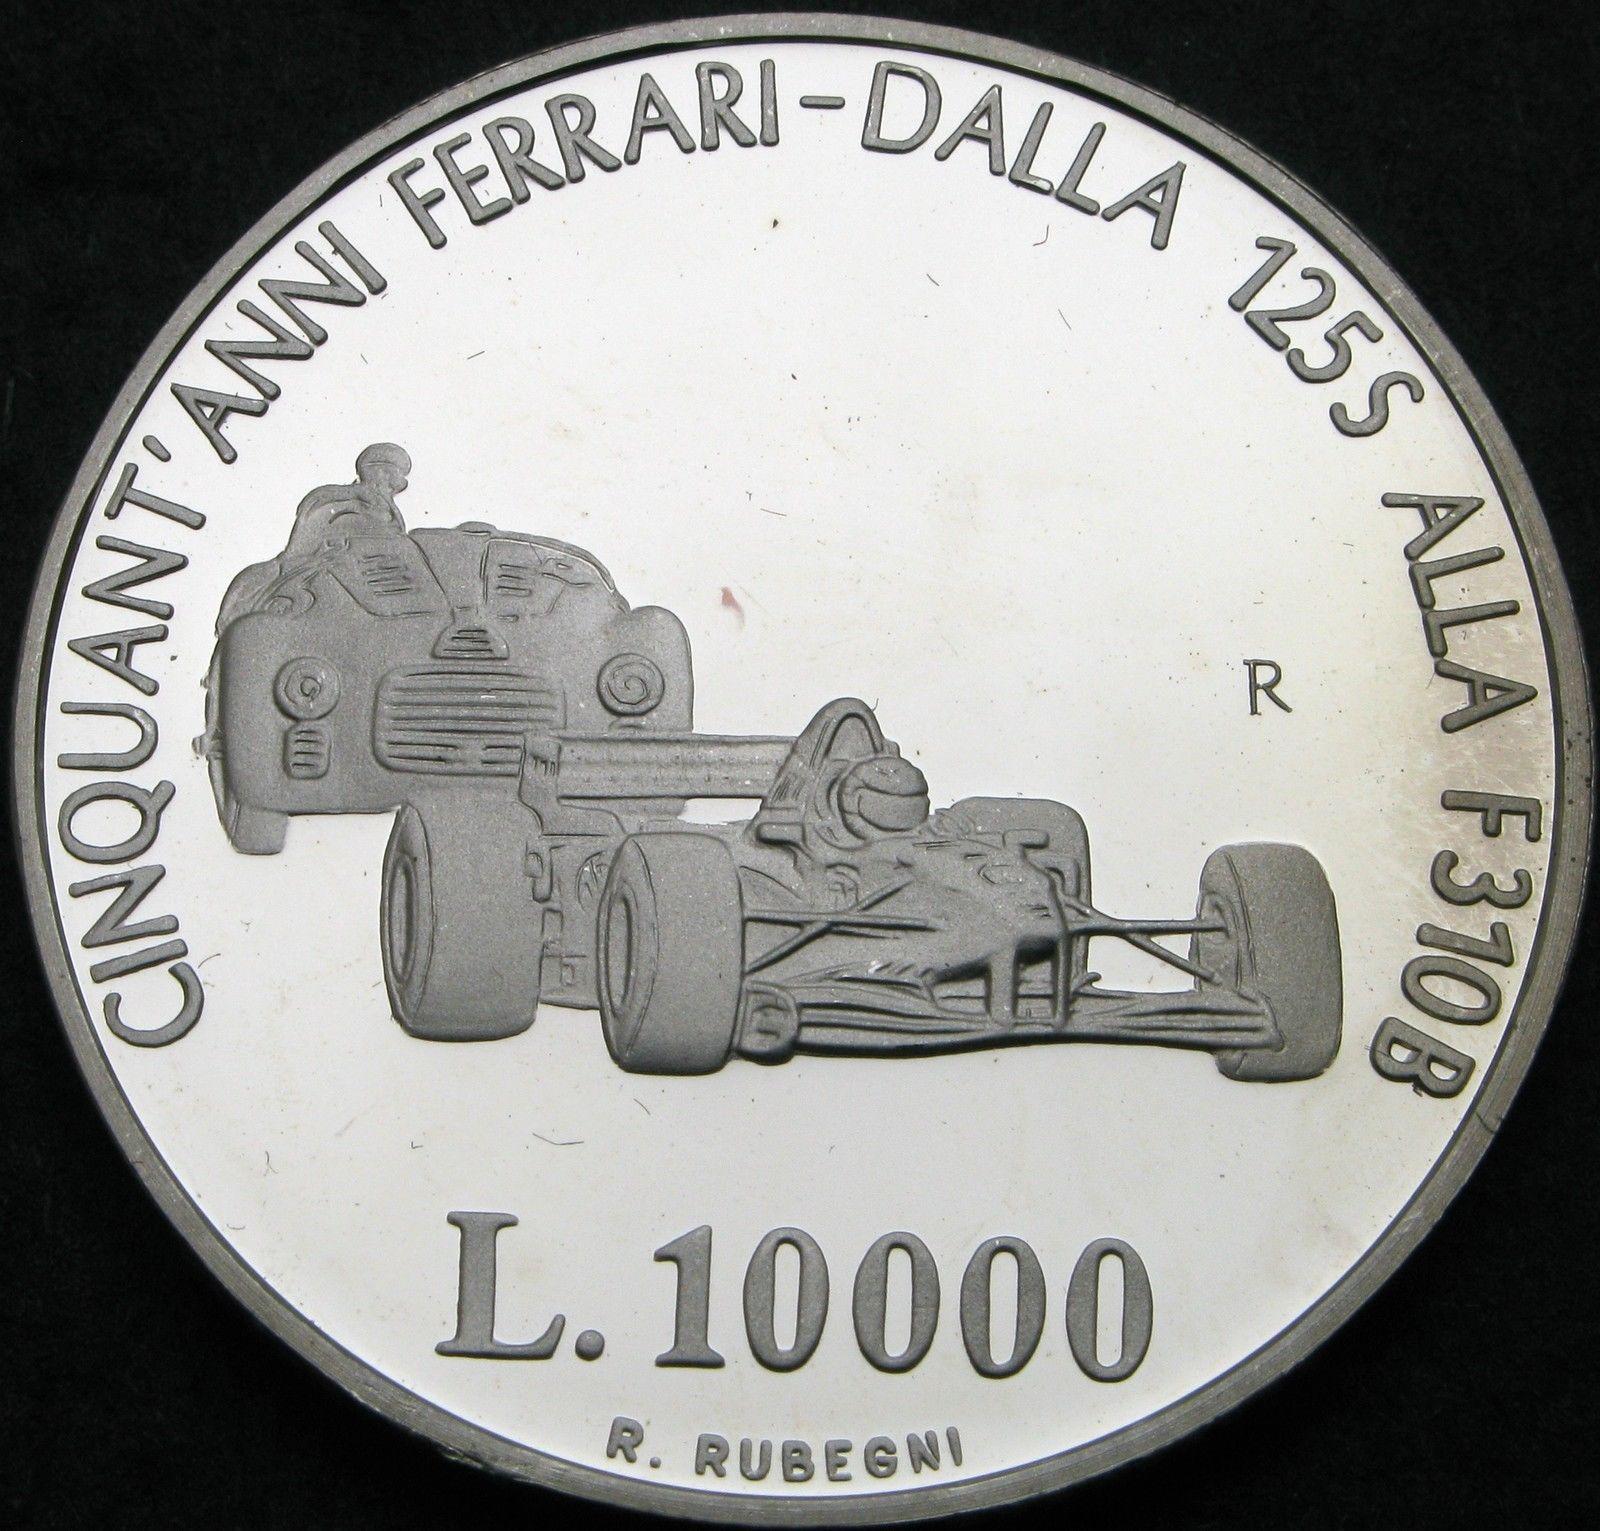 CINQUANT'ANNI FERRARI - DALLA 125S ALLA F310B
R
L. 10000
R. RUBEGNI